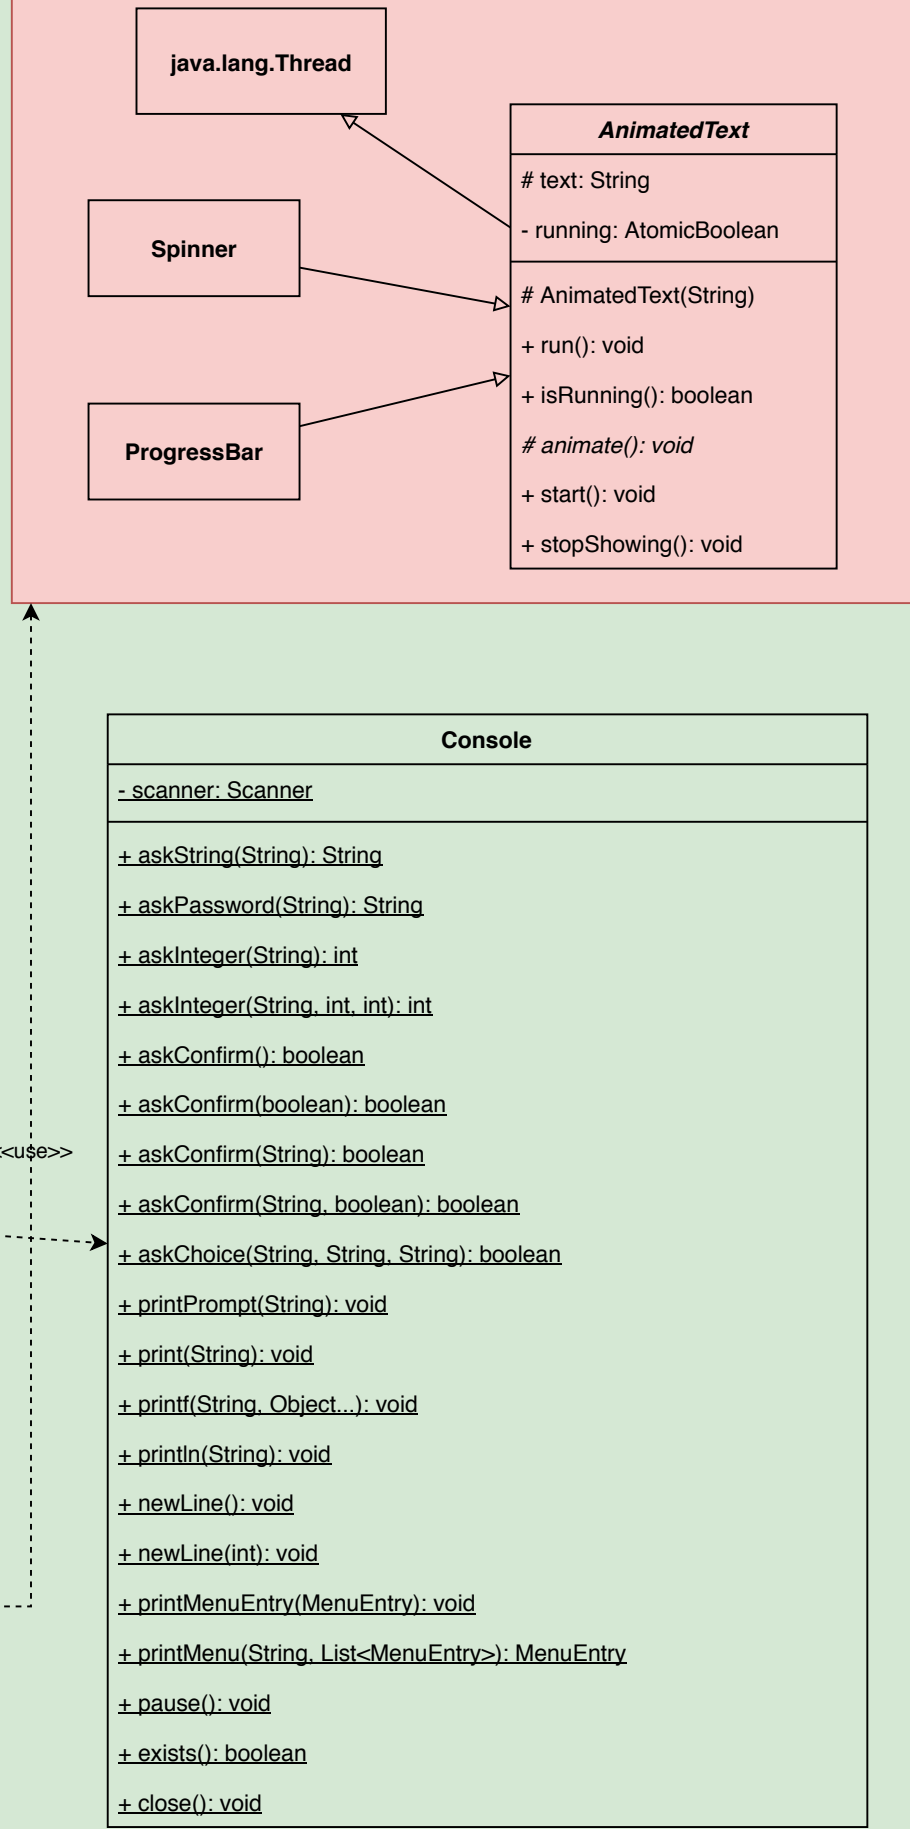 java.lang.Thread
AnimatedText
# text: String
- running: AtomicBoolean
Spinner
# AnimatedText(String)
+ run(): void
+ isRunning(): boolean
# animate(): void
+ start(): void
+ stopShowing(): void
ProgressBar
Console
- scanner: Scanner
+ askString(String): String
+ askPassword(String): String
+ askInteger(String): int
+ askInteger(String, int, int): int
+ askConfirm(): boolean
+ askConfirm(boolean): boolean
<use>>
+ askConfirm(String): boolean
+ askConfirm(String, boolean): boolean
+ askChoice(String, String, String): boolean
+ printPrompt(String): void
+ print(String): void
+ printf(String, Object...): void
+ println(String): void
+ newLine(): void
+ newLine(int): void
+ printMenuEntry(MenuEntry): void
+ printMenu(String, List<MenuEntry>): MenuEntry
+ pause(): void
+ exists(): boolean
+ close(): void